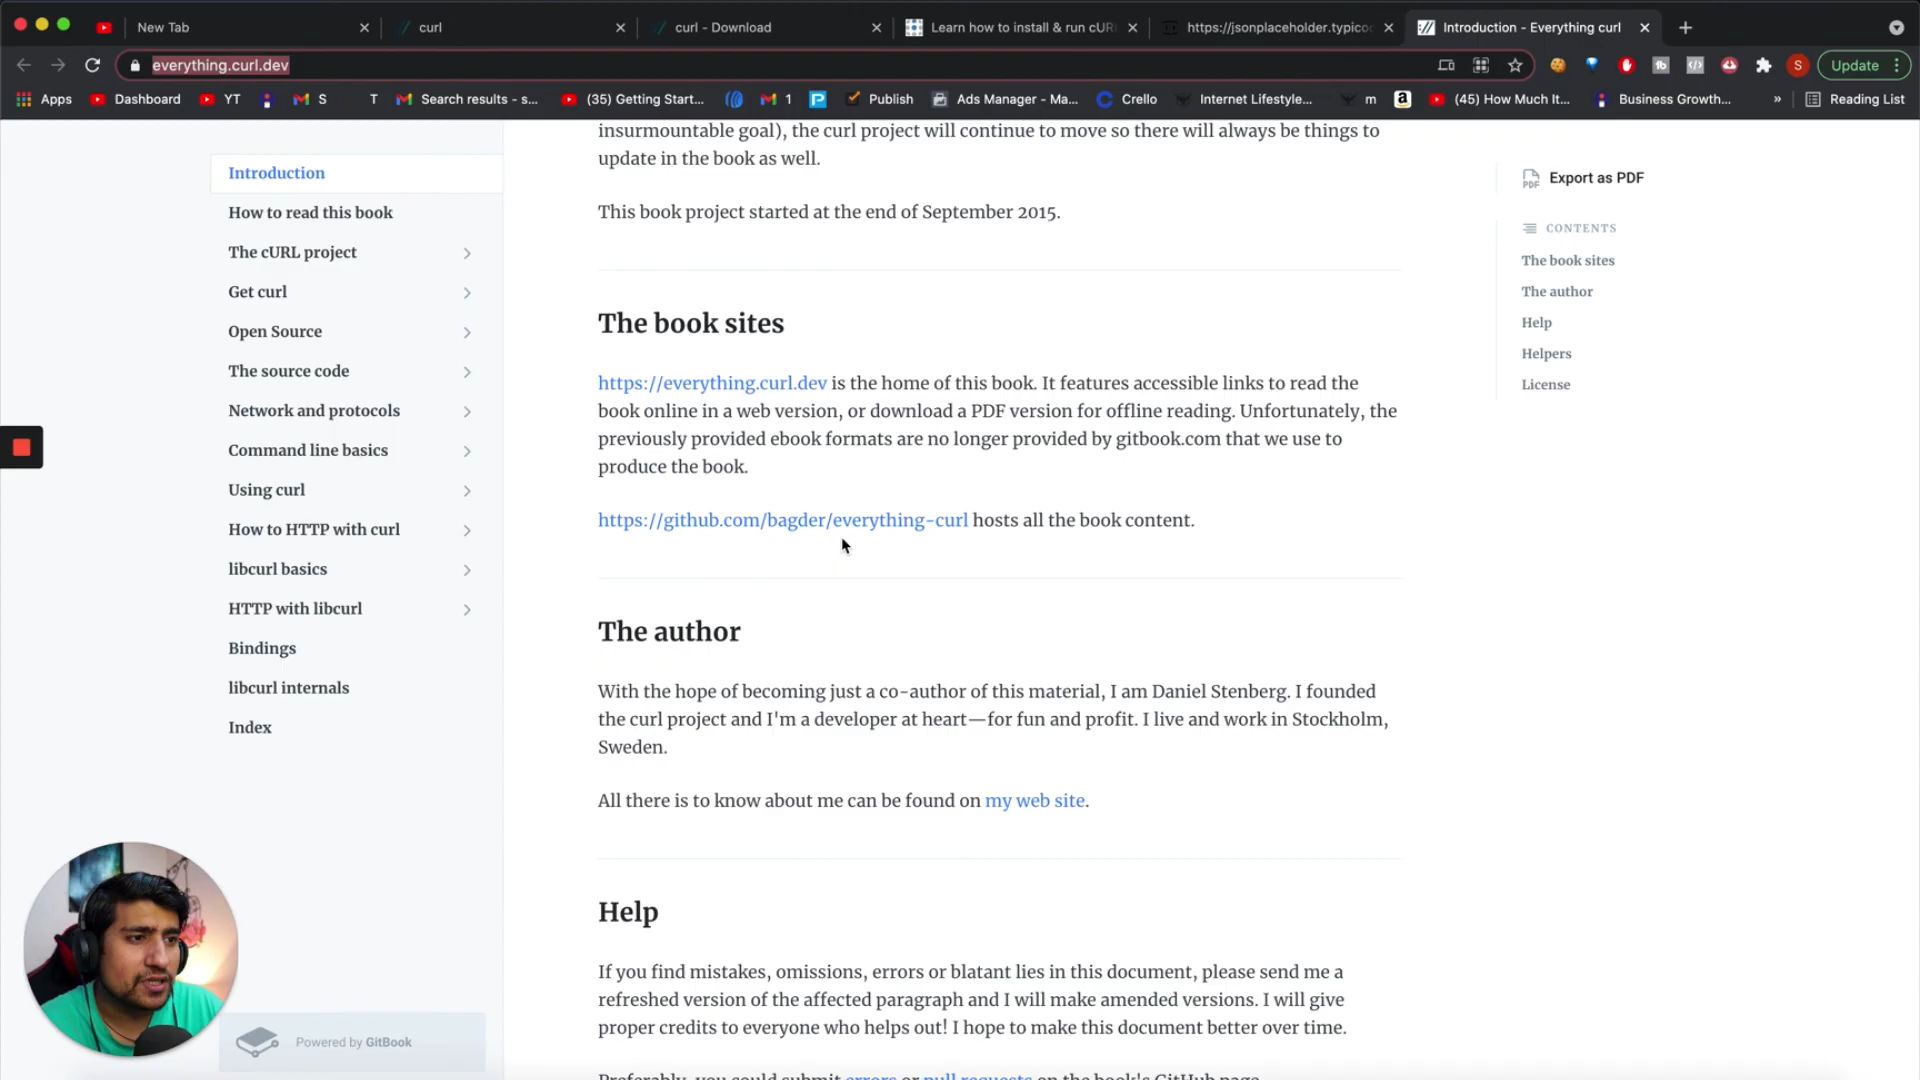 New Tab
curl
curl - Download
Learn how to install & run cUR
https://jsonplaceholder.typico
Introduction - Everything curl
everything.curl.dev
S
Update
Apps
Dashboard
YT
S
T
Search results - s...
(35) Getting Start...
1
Publish
Ads Manager - Ma...
Crello
Internet Lifestyle...
m
(45) How Much It...
Business Growth...
»
Reading List
Introduction
How to read this book
The cURL project
Get curl
Open Source
The source code
Network and protocols
Command line basics
Using curl
How to HTTP with curl
libcurl basics
HTTP with libcurl
Bindings
libcurl internals
Index
Powered by GitBook
insurmountable goal), the curl project will continue to move so there will always be things to
update in the book as well.
This book project started at the end of September 2015.
The book sites
https://everything.curl.dev is the home of this book. It features accessible links to read the
book online in a web version, or download a PDF version for offline reading. Unfortunately, the
previously provided ebook formats are no longer provided by gitbook.com that we use to
produce the book.
https://github.com/bagder/everything-curl hosts all the book content.
The author
With the hope of becoming just a co-author of this material, I am Daniel Stenberg. I founded
the curl project and I'm a developer at heart—for fun and profit. I live and work in Stockholm,
Sweden.
All there is to know about me can be found on my web site.
Help
If you find mistakes, omissions, errors or blatant lies in this document, please send me a
refreshed version of the affected paragraph and I will make amended versions. I will give
proper credits to everyone who helps out! I hope to make this document better over time.
Preferably, you could submit errors or pull requests on the book's GitHub page.
PDF
Export as PDF
CONTENTS
The book sites
The author
Help
Helpers
License